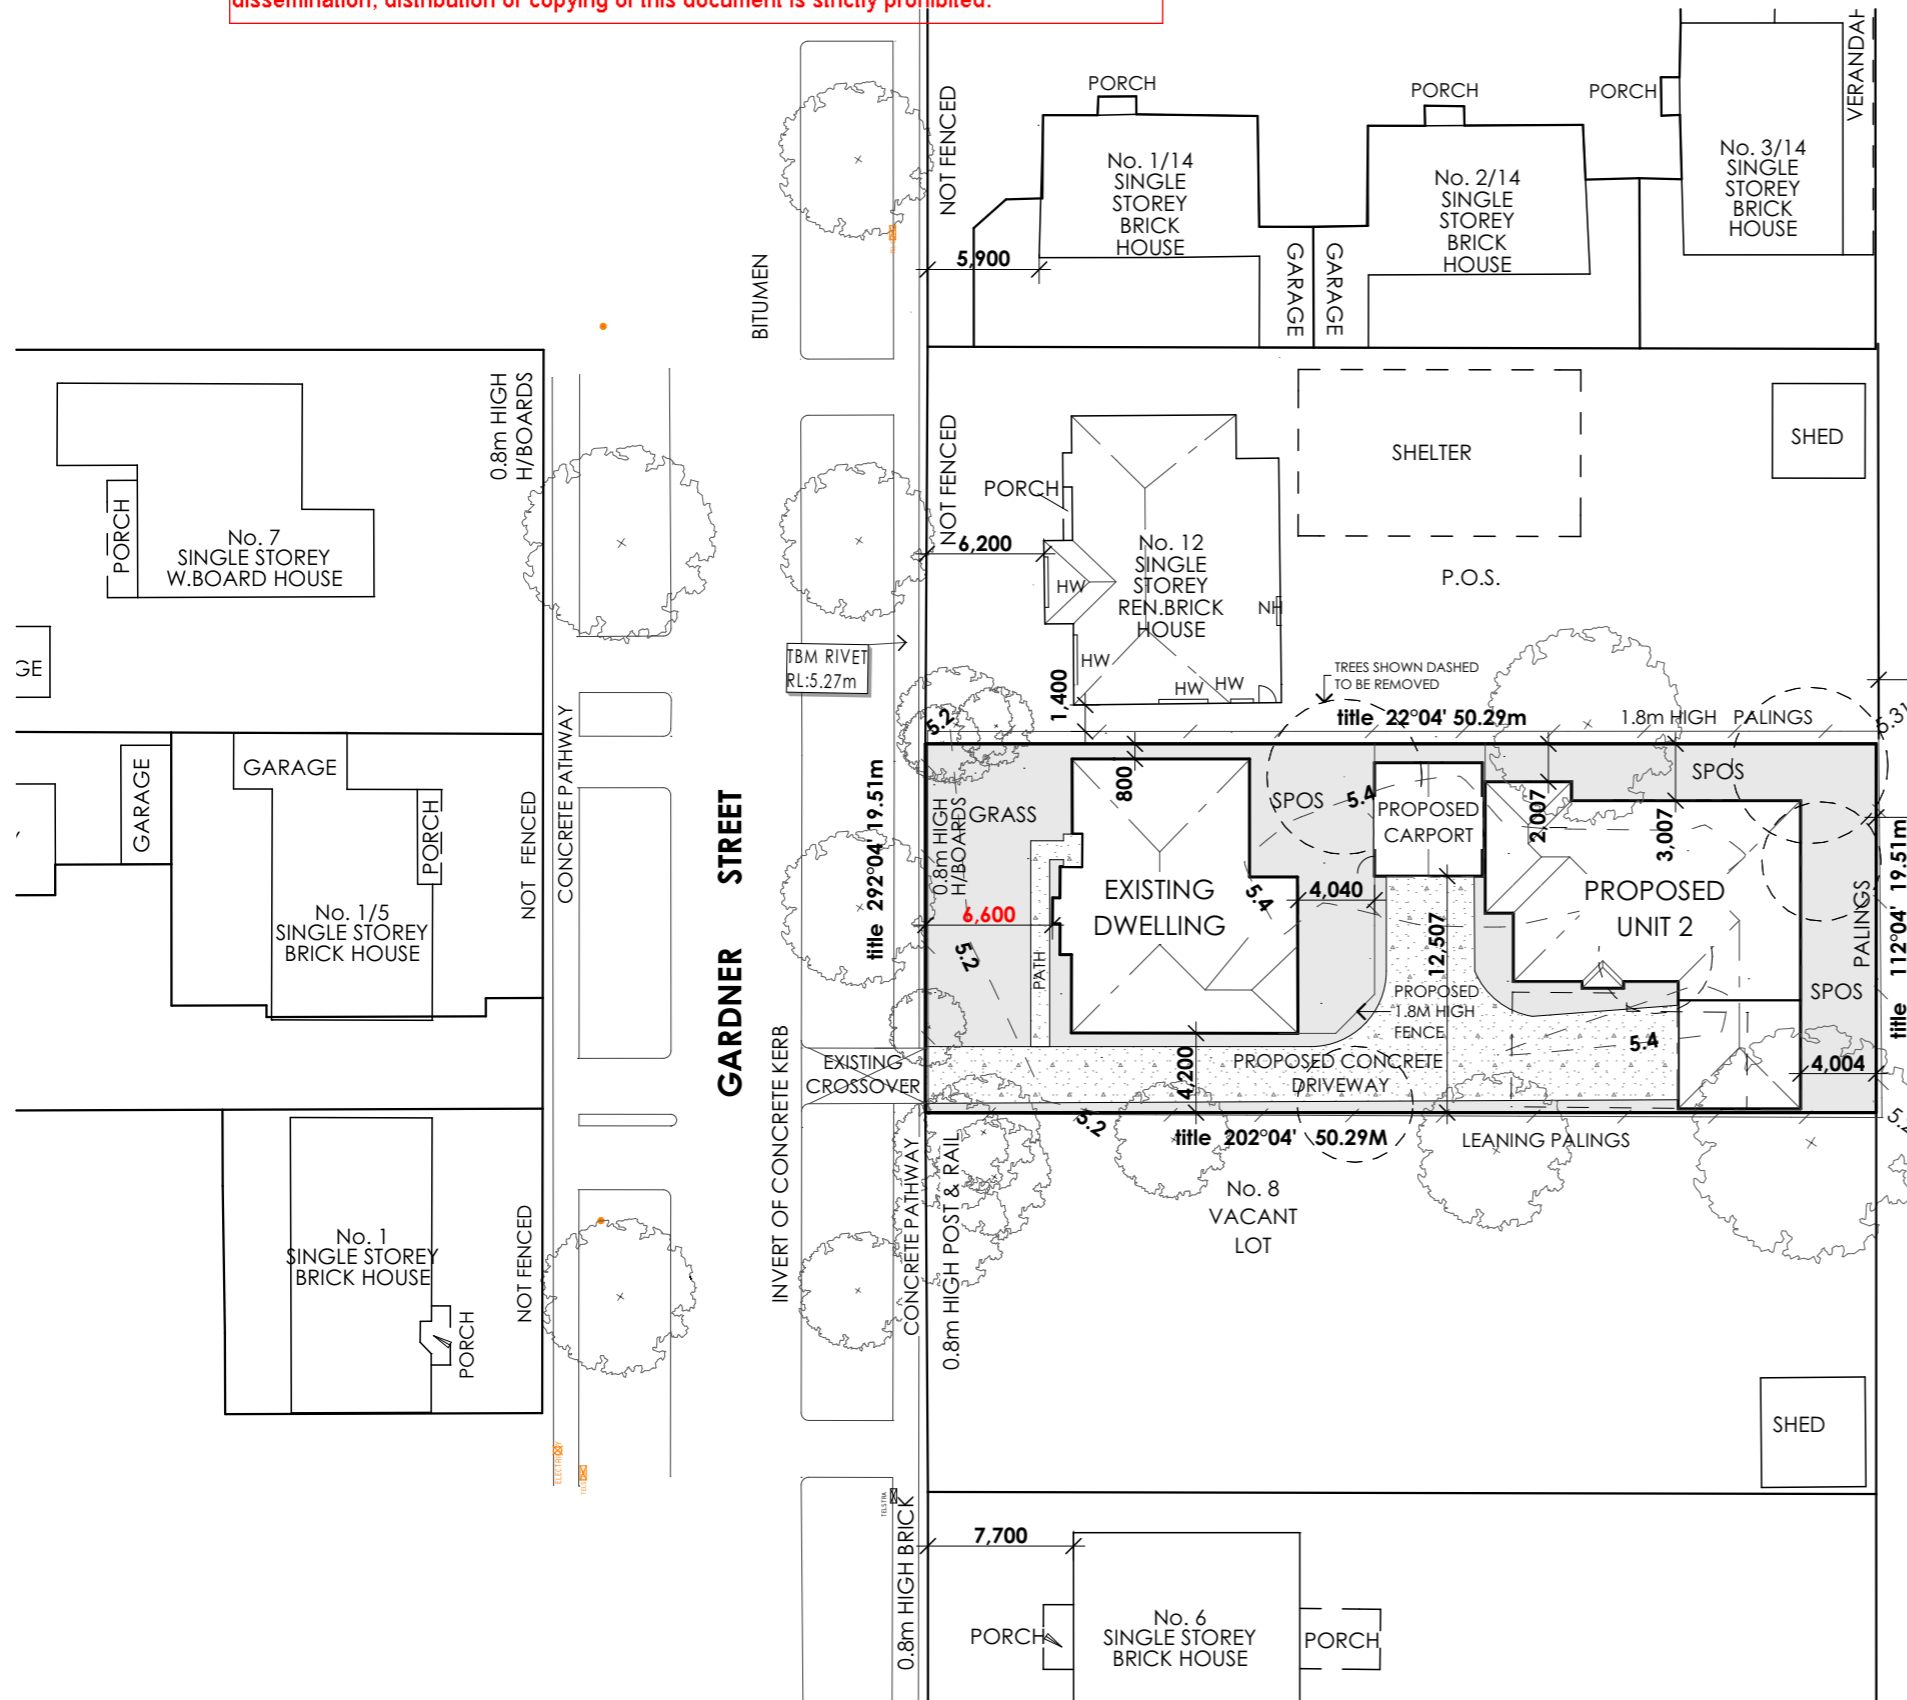 dissemination, distribution or copying of this document is strictly prohibited.
PORCH
PORCH
PORCH
NOT FENCED
No. 1/14
SINGLE
STOREY
BRICK
HOUSE
No. 2/14
SINGLE
STOREY
BRICK
HOUSE
No. 3/14
SINGLE
STOREY
BRICK
HOUSE
5,900
GARAGE
GARAGE
BITUMEN
0.8m HIGH
H/BOARDS
PORCH
No. 7
SINGLE STOREY
W.BOARD HOUSE
NOT FENCED
PORCH
6,200
No. 12
SINGLE
STOREY
REN.BRICK
HOUSE
HW
HW
HW
HW
NH
SHELTER
SHED
P.O.S.
TBM RIVET
RL:5.27m
1,400
TREES SHOWN DASHED
TO BE REMOVED
title 22°04' 50.29m
1.8m HIGH PALINGS
5.2
5.31
CONCRETE PATHWAY
GARAGE
GARAGE
PORCH
NOT FENCED
No. 1/5
SINGLE STOREY
BRICK HOUSE
GARDNER STREET
title 292°04' 19.51m
0.8m HIGH
H/BOARDS
GRASS
800
SPOS
5.4
PROPOSED
CARPORT
2,007
3,007
SPOS
EXISTING
DWELLING
6,600
5.2
PATH
5.4
4,040
12,507
PROPOSED
UNIT 2
PALINGS
title 112°04' 19.51m
SPOS
PROPOSED
1.8M HIGH
FENCE
5.4
4,004
EXISTING
CROSSOVER
4,200
PROPOSED CONCRETE
DRIVEWAY
5.2
title 202°04' 50.29M
LEANING PALINGS
INVERT OF CONCRETE KERB
CONCRETE PATHWAY
0.8m HIGH POST & RAIL
No. 8
VACANT
LOT
NOT FENCED
No. 1
SINGLE STOREY
BRICK HOUSE
PORCH
ELECTRICITY
TELSTRA
SHED
0.8m HIGH BRICK
7,700
PORCH
No. 6
SINGLE STOREY
BRICK HOUSE
PORCH